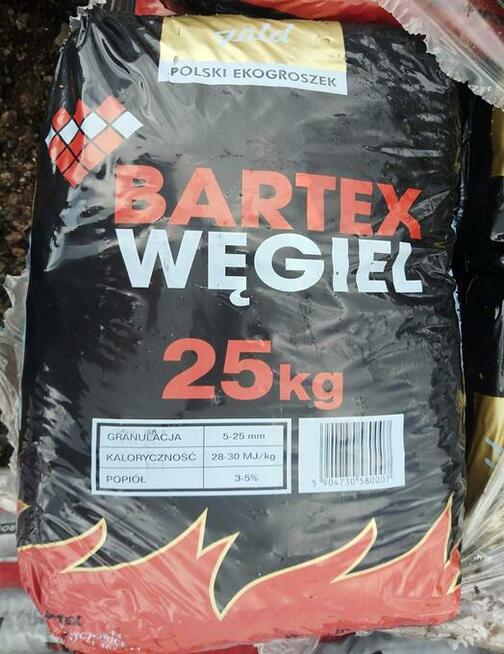 gold
POLSKI EKOGROSZEK
BARTEX
WĘGIEL
25kg
GRANULACJA 5-25 mm
KALORYCZNOŚĆ 28-30 MJ/kg
POPIÓŁ 3-5%
5 904730 580007